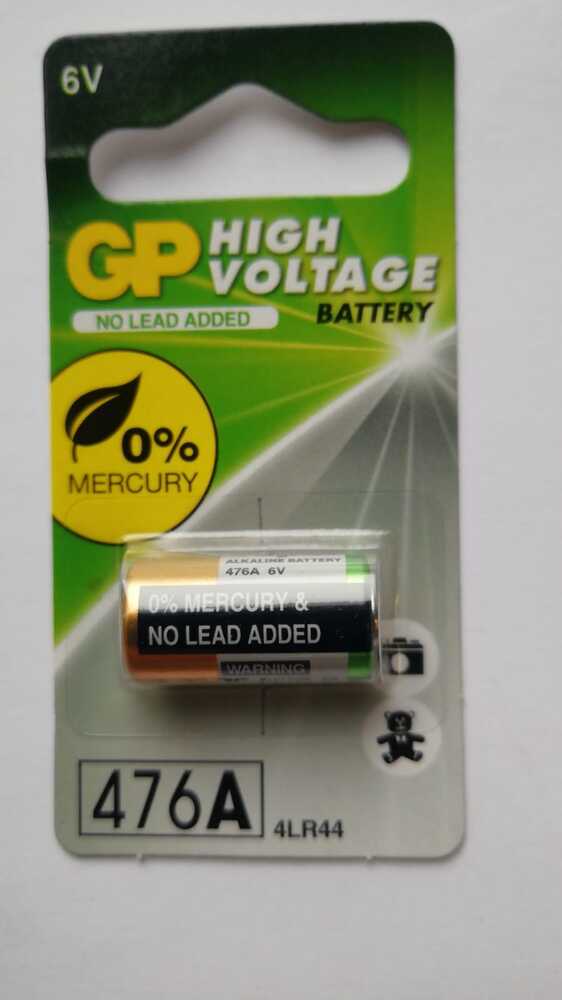 6V
GP HIGH
VOLTAGE
BATTERY
NO LEAD ADDED
0%
MERCURY
ALKALINE BATTERY
476A 6V
0% MERCURY &
NO LEAD ADDED
WARNING
476A 4LR44